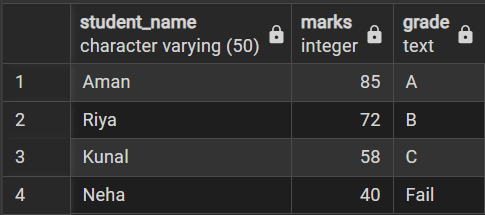 student_name marks grade
character varying (50) integer text
1 Aman 85 A
2 Riya 72 B
3 Kunal 58 C
4 Neha 40 Fail